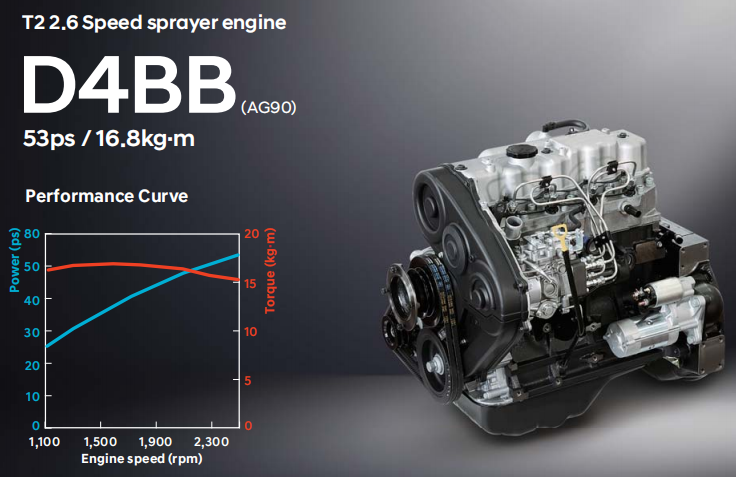 T2 2.6 Speed sprayer engine
D4BB (AG90)
53ps / 16.8kg·m
Performance Curve
Power (ps)
80
50
40
30
20
10
0
20
15
10
5
0
Torque (kg·m)
1,100 1,500 1,900 2,300
Engine speed (rpm)